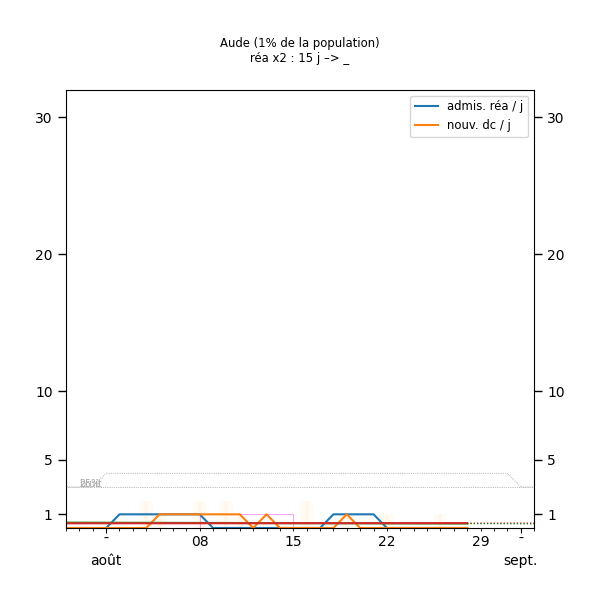 Aude (1% de la population)
réa x2 : 15 j –> _
admis. réa / j
nouv. dc / j
30 30
20 20
10 10
5 5
1 1
- 08 15 22 29 -
août sept.